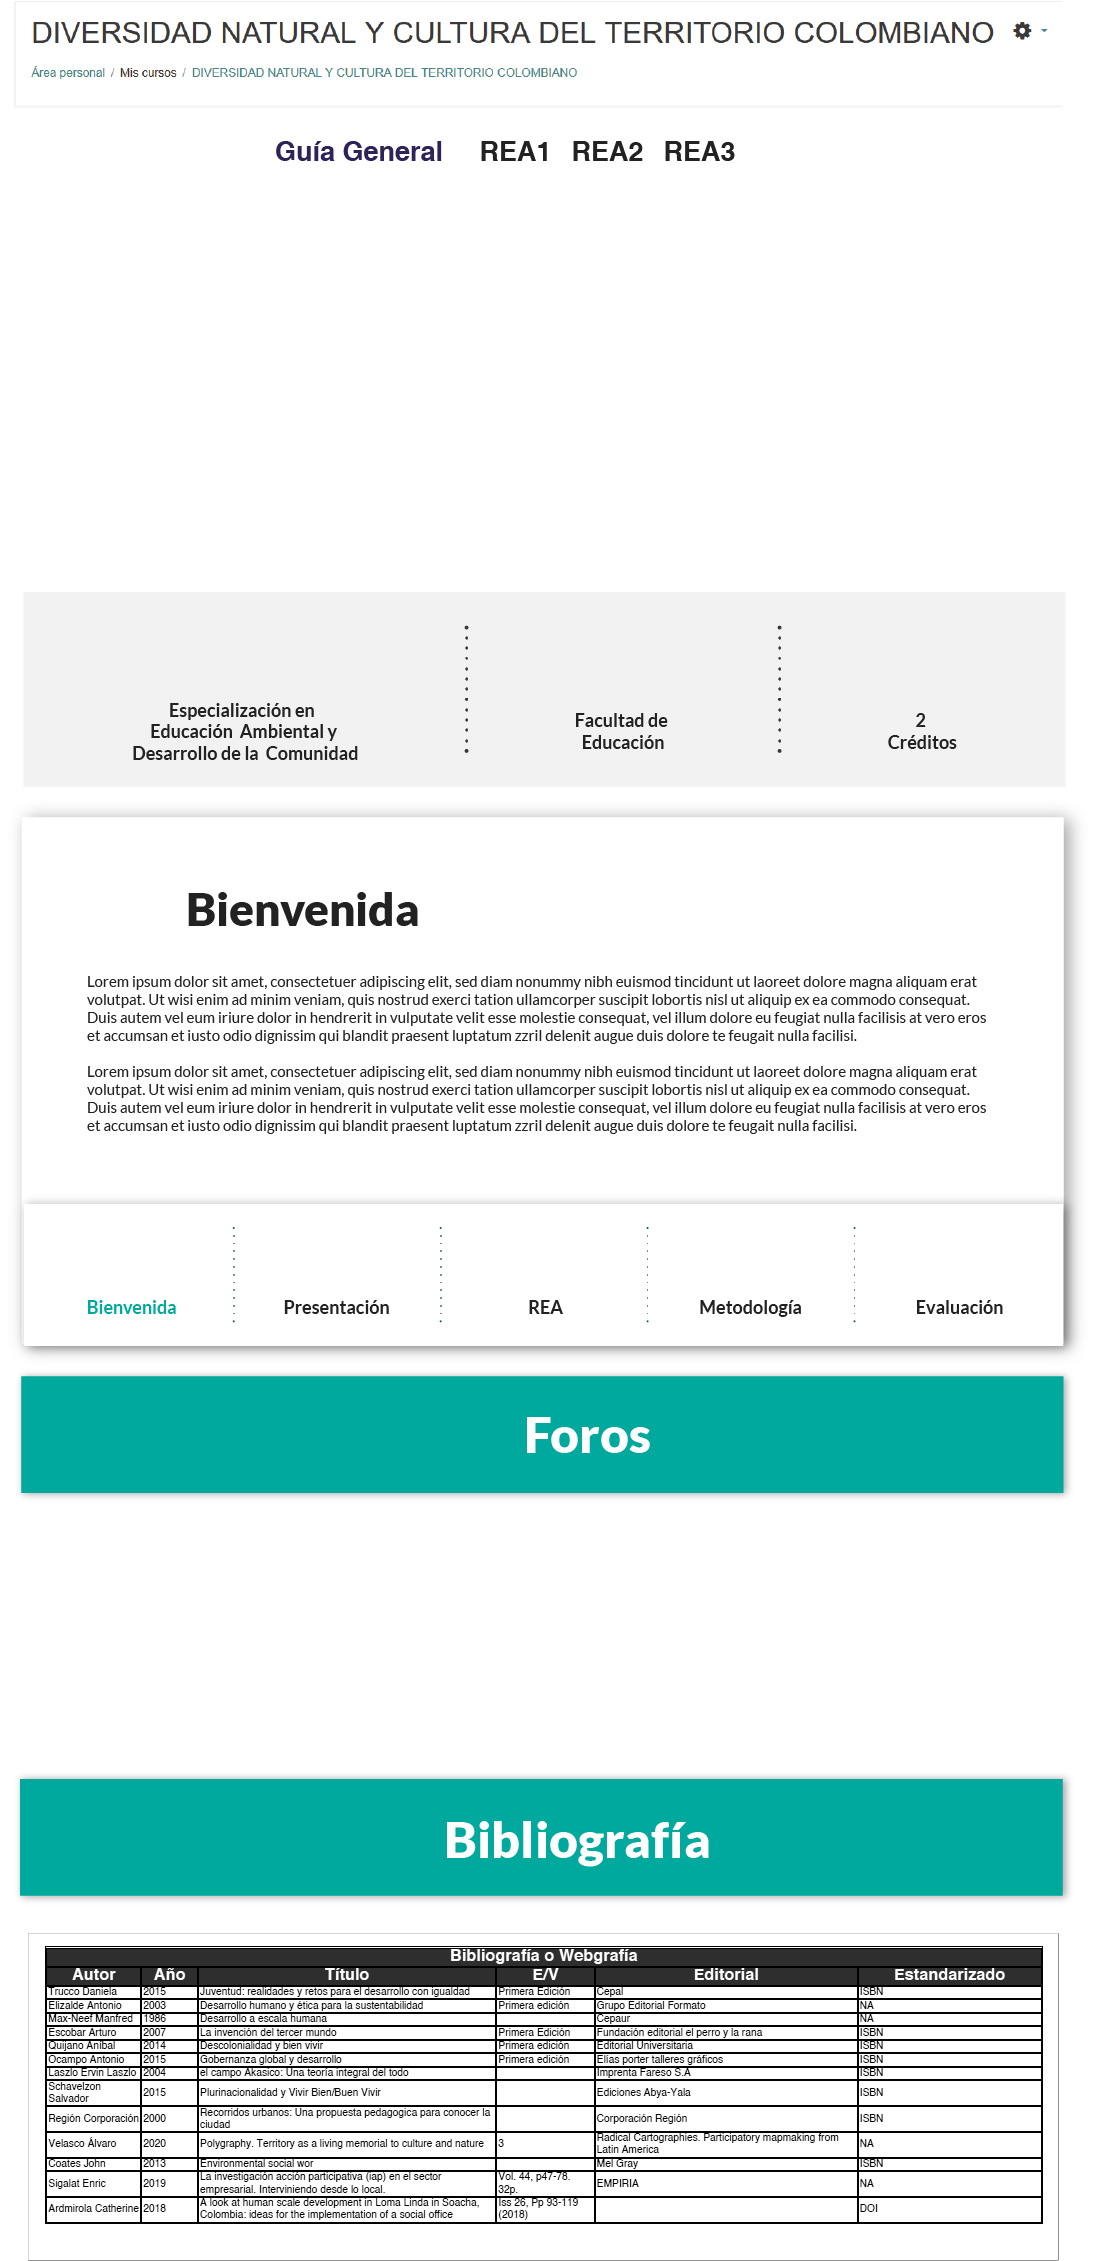 DIVERSIDAD NATURAL Y CULTURA DEL TERRITORIO COLOMBIANO
Área personal / Mis cursos / DIVERSIDAD NATURAL Y CULTURA DEL TERRITORIO COLOMBIANO
Guía General REA1 REA2 REA3
Especialización en
Educación Ambiental y
Desarrollo de la Comunidad
Facultad de
Educación
2
Créditos
Bienvenida
Lorem ipsum dolor sit amet, consectetuer adipiscing elit, sed diam nonummy nibh euismod tincidunt ut laoreet dolore magna aliquam erat
volutpat. Ut wisi enim ad minim veniam, quis nostrud exerci tation ullamcorper suscipit lobortis nisl ut aliquip ex ea commodo consequat.
Duis autem vel eum iriure dolor in hendrerit in vulputate velit esse molestie consequat, vel illum dolore eu feugiat nulla facilisis at vero eros
et accumsan et iusto odio dignissim qui blandit praesent luptatum zzril delenit augue duis dolore te feugait nulla facilisi.
Lorem ipsum dolor sit amet, consectetuer adipiscing elit, sed diam nonummy nibh euismod tincidunt ut laoreet dolore magna aliquam erat
volutpat. Ut wisi enim ad minim veniam, quis nostrud exerci tation ullamcorper suscipit lobortis nisl ut aliquip ex ea commodo consequat.
Duis autem vel eum iriure dolor in hendrerit in vulputate velit esse molestie consequat, vel illum dolore eu feugiat nulla facilisis at vero eros
et accumsan et iusto odio dignissim qui blandit praesent luptatum zzril delenit augue duis dolore te feugait nulla facilisi.
Bienvenida Presentación REA Metodología Evaluación
Foros
Bibliografía
Bibliografía o Webgrafía
Autor Año Título E/V Editorial Estandarizado
Trucco Daniela 2015 Juventud: realidades y retos para el desarrollo con igualdad Primera Edición Cepal ISBN
Elizalde Antonio 2003 Desarrollo humano y ética para la sustentabilidad Primera edición Grupo Editorial Formato NA
Max-Neef Manfred 1986 Desarrollo a escala humana Cepaur NA
Escobar Arturo 2007 La invención del tercer mundo Primera Edición Fundación editorial el perro y la rana ISBN
Quijano Aníbal 2014 Descolonialidad y bien vivir Primera edición Editorial Universitaria ISBN
Ocampo Antonio 2015 Gobernanza global y desarrollo Primera edición Elías porter talleres gráficos ISBN
Laszlo Ervin Laszlo 2004 el campo Akasico: Una teoría integral del todo Imprenta Fareso S.A ISBN
Schavelzon
Salvador 2015 Plurinacionalidad y Vivir Bien/Buen Vivir Ediciones Abya-Yala ISBN
Región Corporación 2000 Recorridos urbanos: Una propuesta pedagogica para conocer la
ciudad Corporación Región ISBN
Velasco Álvaro 2020 Polygraphy. Territory as a living memorial to culture and nature 3 Radical Cartographies. Participatory mapmaking from
Latin America NA
Coates John 2013 Environmental social wor Mel Gray ISBN
Sigalat Enric 2019 La investigación acción participativa (iap) en el sector
empresarial. Interviniendo desde lo local. Vol. 44, p47-78.
32p. EMPIRIA NA
Ardmirola Catherine 2018 A look at human scale development in Loma Linda in Soacha,
Colombia: ideas for the implementation of a social office Iss 26, Pp 93-119
(2018) DOI